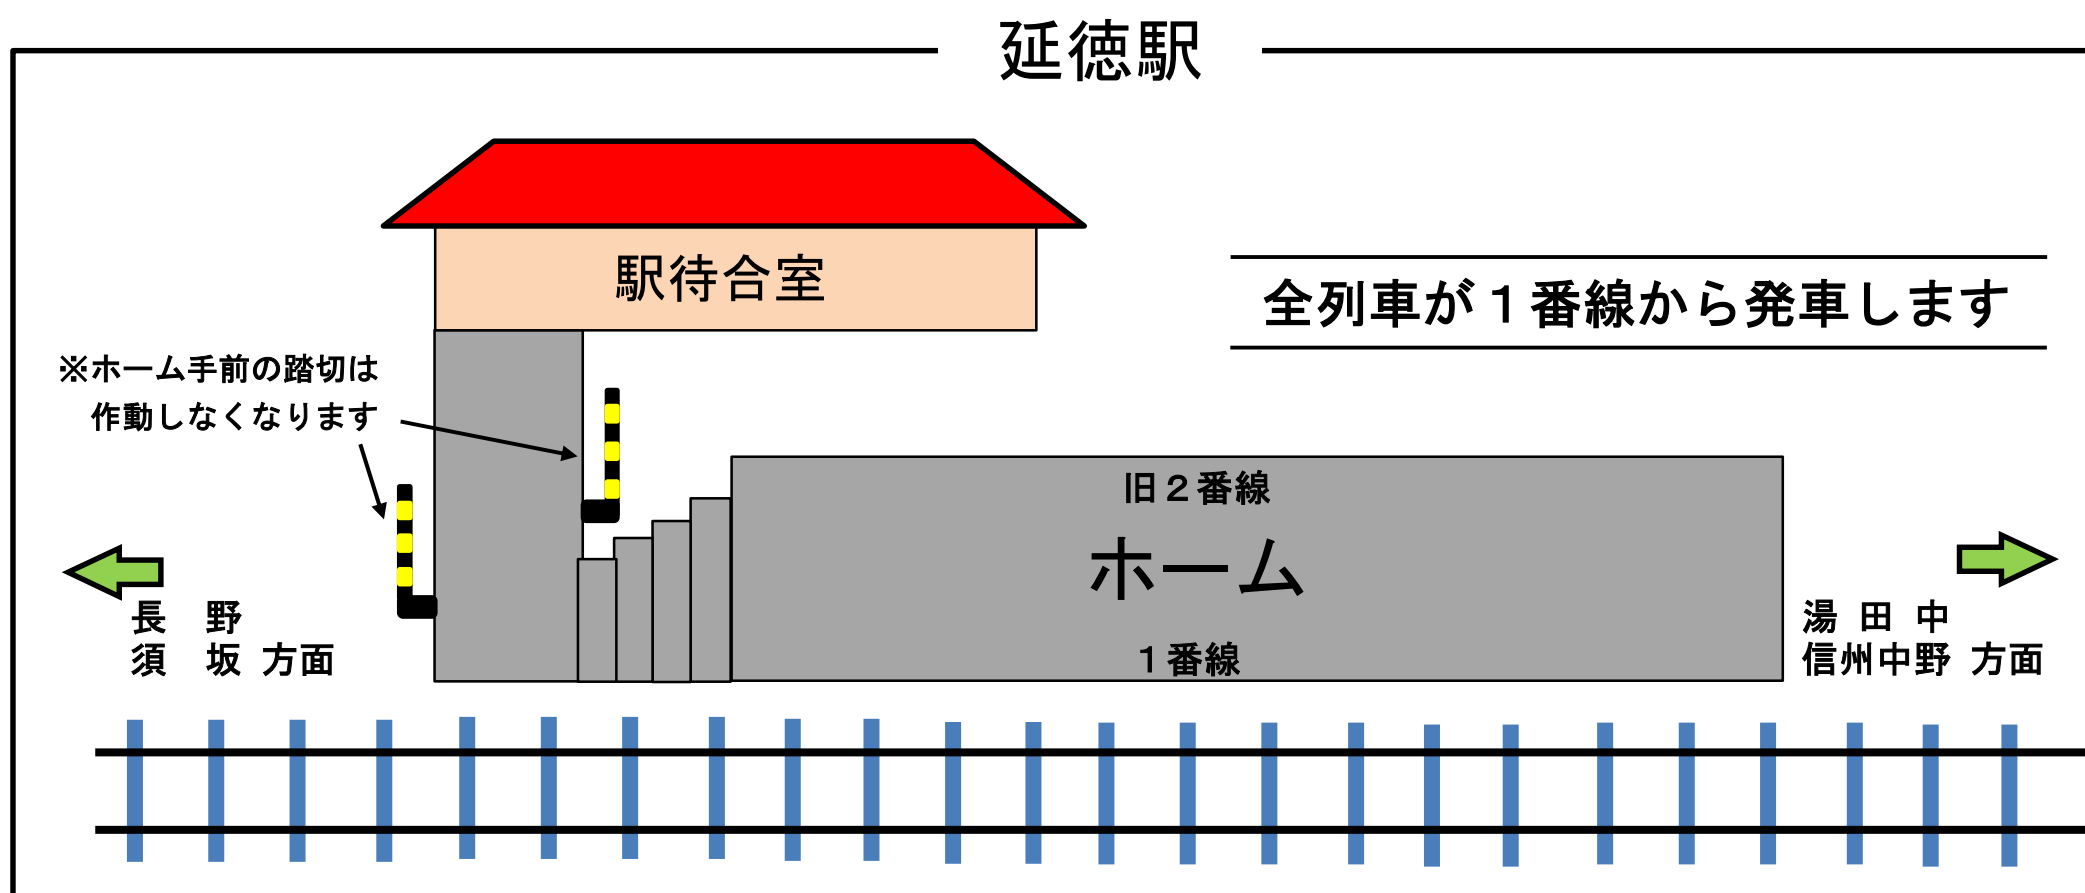 延徳駅
駅待合室
全列車が１番線から発車します
※ホーム手前の踏切は
作動しなくなります
旧２番線
ホーム
１番線
長　野
須　坂 方面
湯 田 中
信州中野 方面